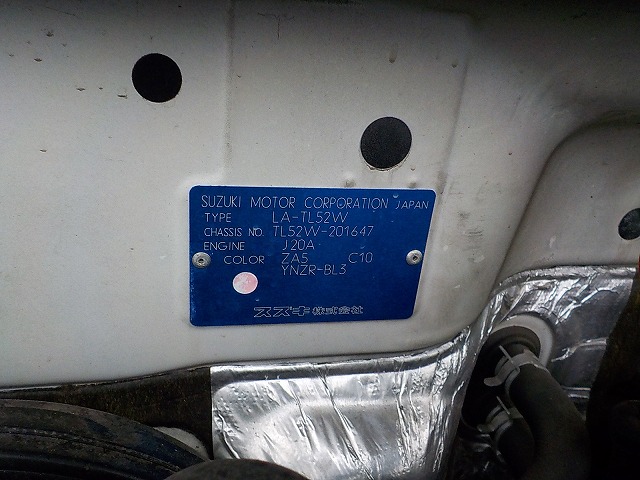 SUZUKI MOTOR CORPORATION JAPAN
TYPE LA-TL52W
CHASSIS NO. TL52W-201647
ENGINE J20A
COLOR ZA5 C10
YNZR-BL3
スズキ株式会社